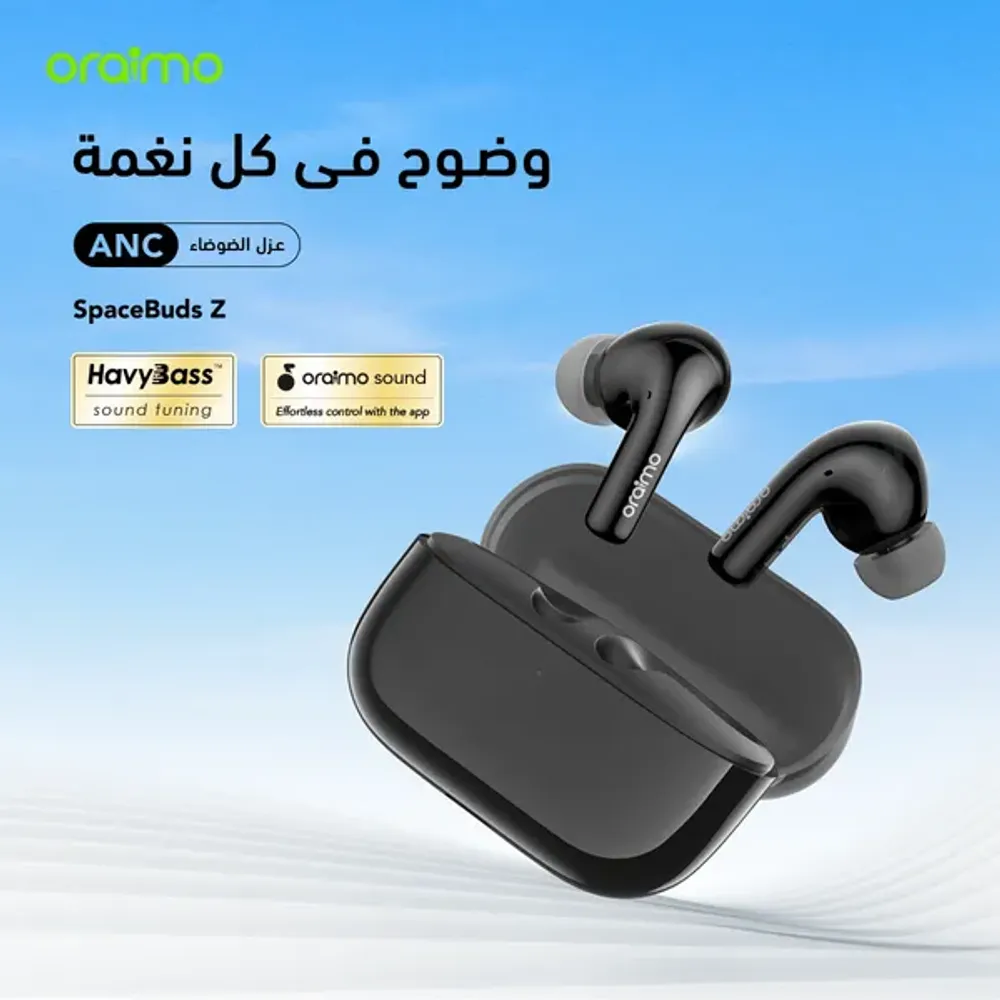 oraimo
وضوح فى كل نغمة
ANC عزل الضوضاء
SpaceBuds Z
HavyBass™
sound tuning
oraimo sound
Effortless control with the app
oraimo
oraimo